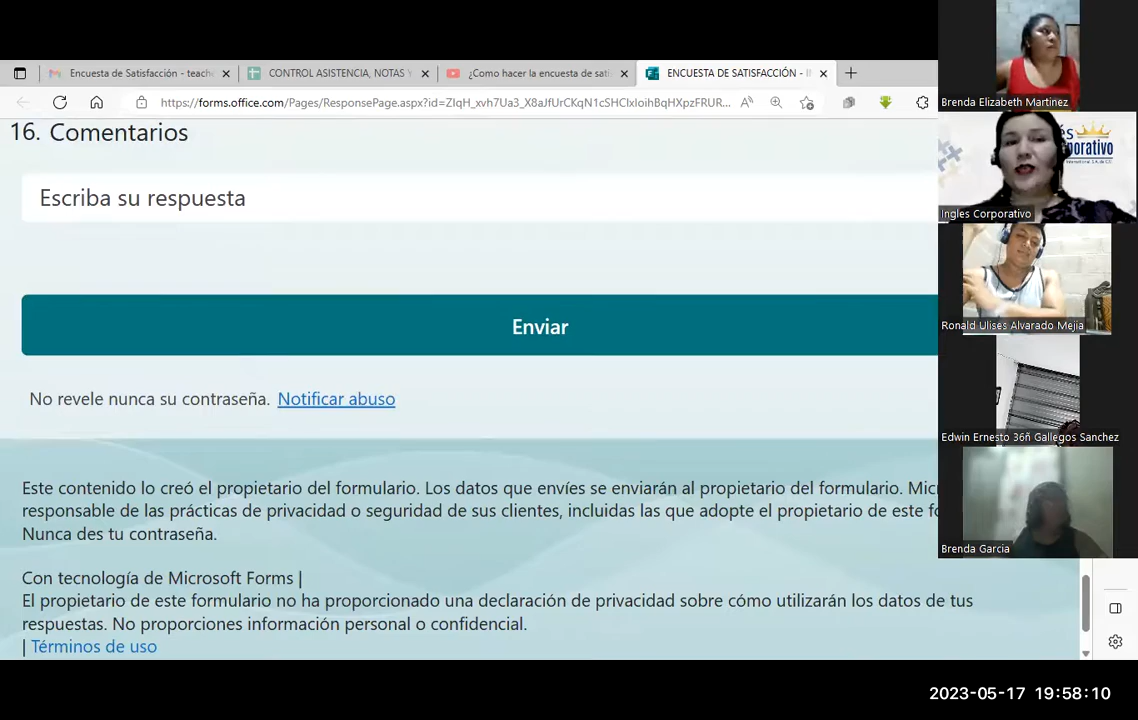 Encuesta de Satisfacción - teach
CONTROL ASISTENCIA, NOTAS Y
¿Como hacer la encuesta de sati
ENCUESTA DE SATISFACCIÓN - I
https://forms.office.com/Pages/ResponsePage.aspx?id=ZIqH_xvh7Ua3_X8aJfUrCKqN1cSHCIxIoihBqHXpzFRUR...
16. Comentarios
Escriba su respuesta
Enviar
No revele nunca su contraseña. Notificar abuso
Este contenido lo creó el propietario del formulario. Los datos que envíes se enviarán al propietario del formulario. Mic
responsable de las prácticas de privacidad o seguridad de sus clientes, incluidas las que adopte el propietario de este fo
Nunca des tu contraseña.
Con tecnología de Microsoft Forms |
El propietario de este formulario no ha proporcionado una declaración de privacidad sobre cómo utilizarán los datos de tus
respuestas. No proporciones información personal o confidencial.
| Términos de uso
Brenda Elizabeth Martinez
és
porativo
Ingles Corporativo
Ronald Ulises Alvarado Mejia
Edwin Ernesto 36ñ Gallegos Sanchez
Brenda Garcia
2023-05-17 19:58:10